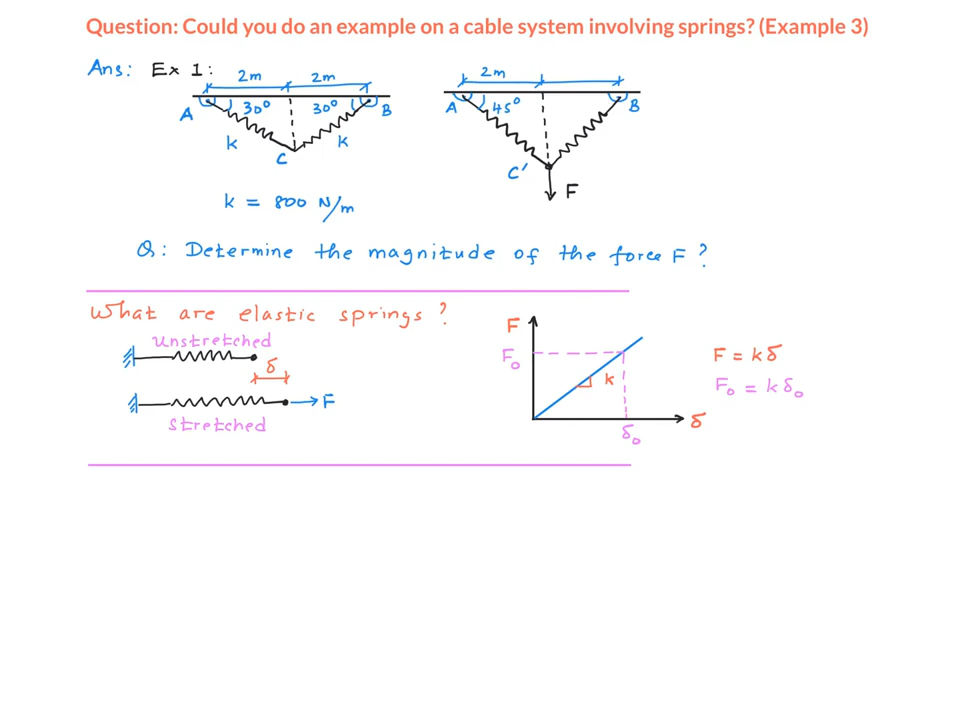 Question: Could you do an example on a cable system involving springs? (Example 3)
Ans: Ex 1:
2m 2m
A 30° 30° B
k k
C
2m
A 45° B
C'
F
k = 800 N/m
Q: Determine the magnitude of the force F ?
What are elastic springs ?
Unstretched
δ
F
Stretched
F
F₀
k
δ₀
δ
F = kδ
F₀ = kδ₀